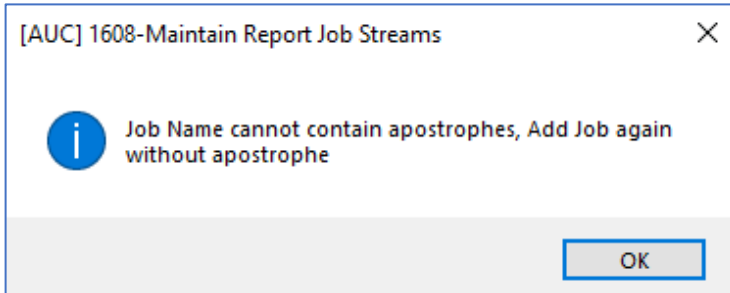 [AUC] 1608-Maintain Report Job Streams
Job Name cannot contain apostrophes, Add Job again
without apostrophe
OK